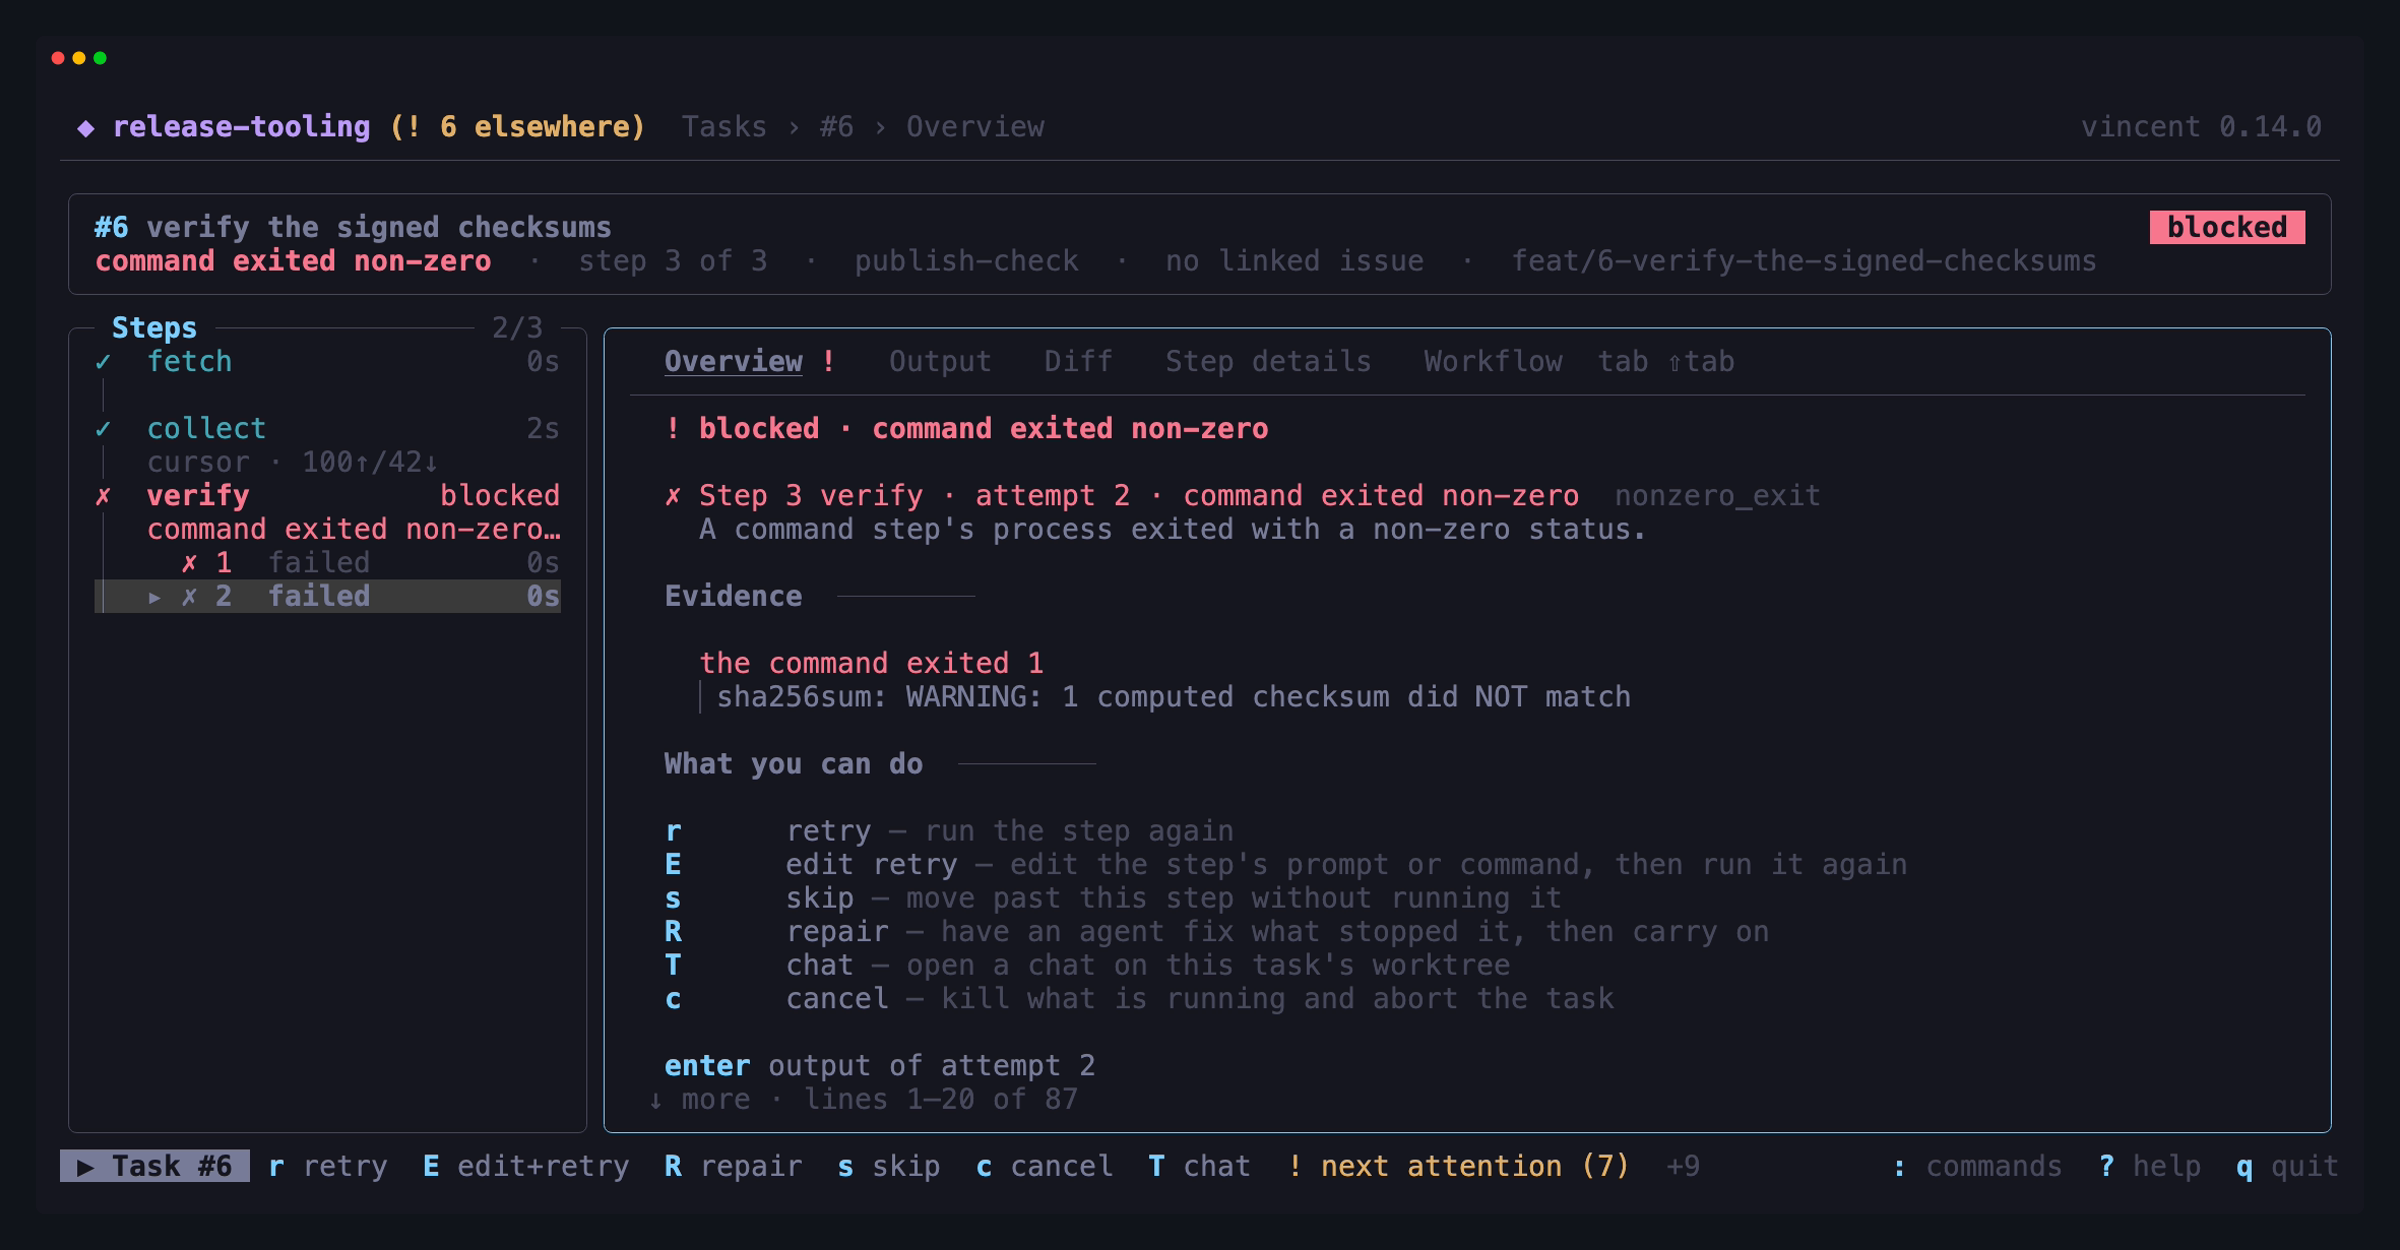 ◆ release-tooling (! 6 elsewhere)  Tasks › #6 › Overview  vincent 0.14.0
#6 verify the signed checksums  blocked
command exited non-zero · step 3 of 3 · publish-check · no linked issue · feat/6-verify-the-signed-checksums
Steps 2/3
✓ fetch 0s
✓ collect 2s
cursor · 100↑/42↓
✗ verify blocked
command exited non-zero…
✗ 1 failed 0s
▸ ✗ 2 failed 0s
Overview !  Output  Diff  Step details  Workflow  tab ⇧tab
! blocked · command exited non-zero
✗ Step 3 verify · attempt 2 · command exited non-zero  nonzero_exit
A command step's process exited with a non-zero status.
Evidence
the command exited 1
sha256sum: WARNING: 1 computed checksum did NOT match
What you can do
r retry — run the step again
E edit retry — edit the step's prompt or command, then run it again
s skip — move past this step without running it
R repair — have an agent fix what stopped it, then carry on
T chat — open a chat on this task's worktree
c cancel — kill what is running and abort the task
enter output of attempt 2
↓ more · lines 1–20 of 87
▶ Task #6  r retry  E edit+retry  R repair  s skip  c cancel  T chat  ! next attention (7)  +9  : commands  ? help  q quit